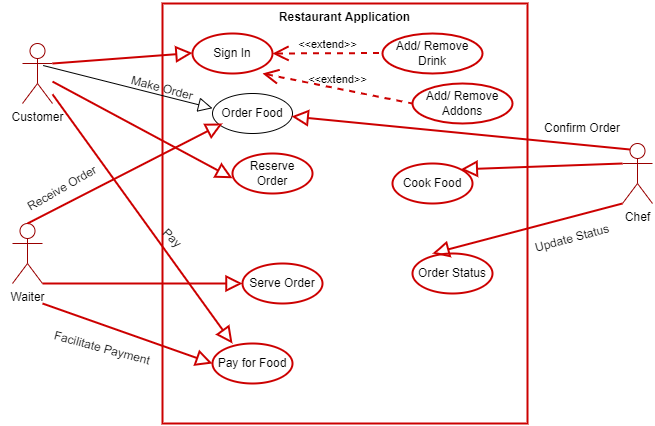 Restaurant Application
Sign In
<<extend>>
Add/ Remove
Drink
<<extend>>
Add/ Remove
Addons
Customer
Make Order
Order Food
Confirm Order
Reserve
Order
Cook Food
Receive Order
Chef
Pay
Update Status
Waiter
Serve Order
Order Status
Facilitate Payment
Pay for Food